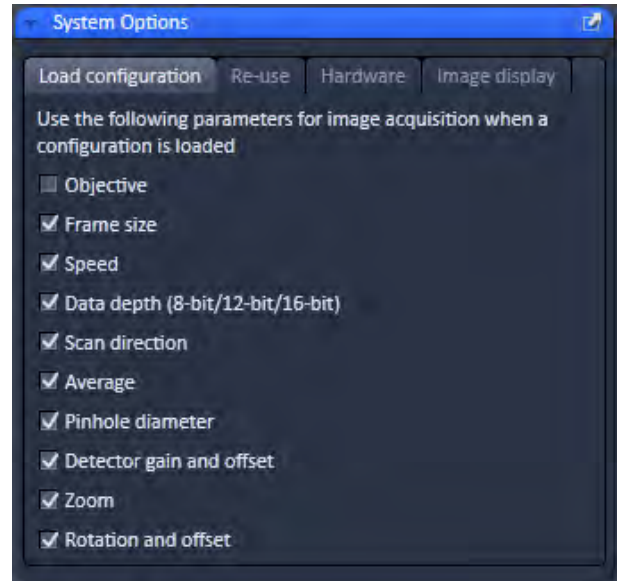 System Options
Load configuration Re-use Hardware Image display
Use the following parameters for image acquisition when a
configuration is loaded
Objective
Frame size
Speed
Data depth (8-bit/12-bit/16-bit)
Scan direction
Average
Pinhole diameter
Detector gain and offset
Zoom
Rotation and offset